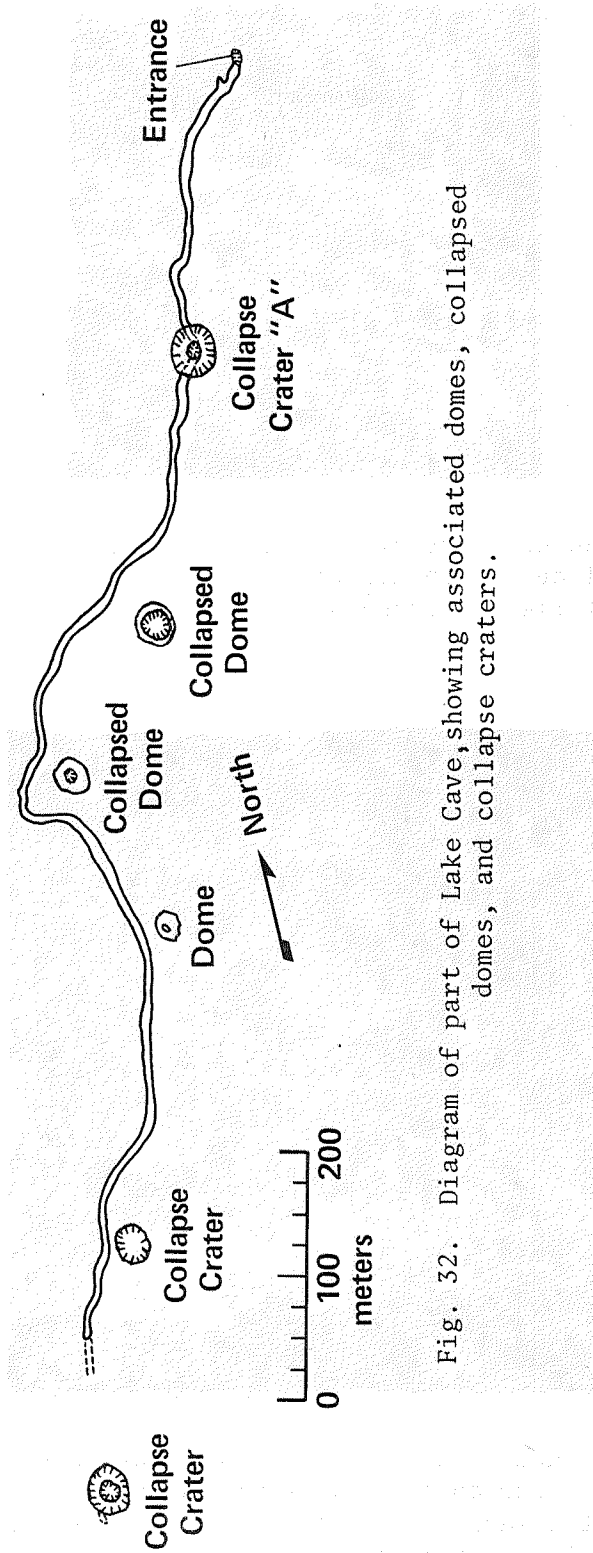 Entrance
Collapse
Crater "A"
Collapsed
Dome
Collapsed
Dome
North
Dome
Collapse
Crater
0 100 200
meters
Collapse
Crater
Fig. 32. Diagram of part of Lake Cave, showing associated domes, collapsed
domes, and collapse craters.